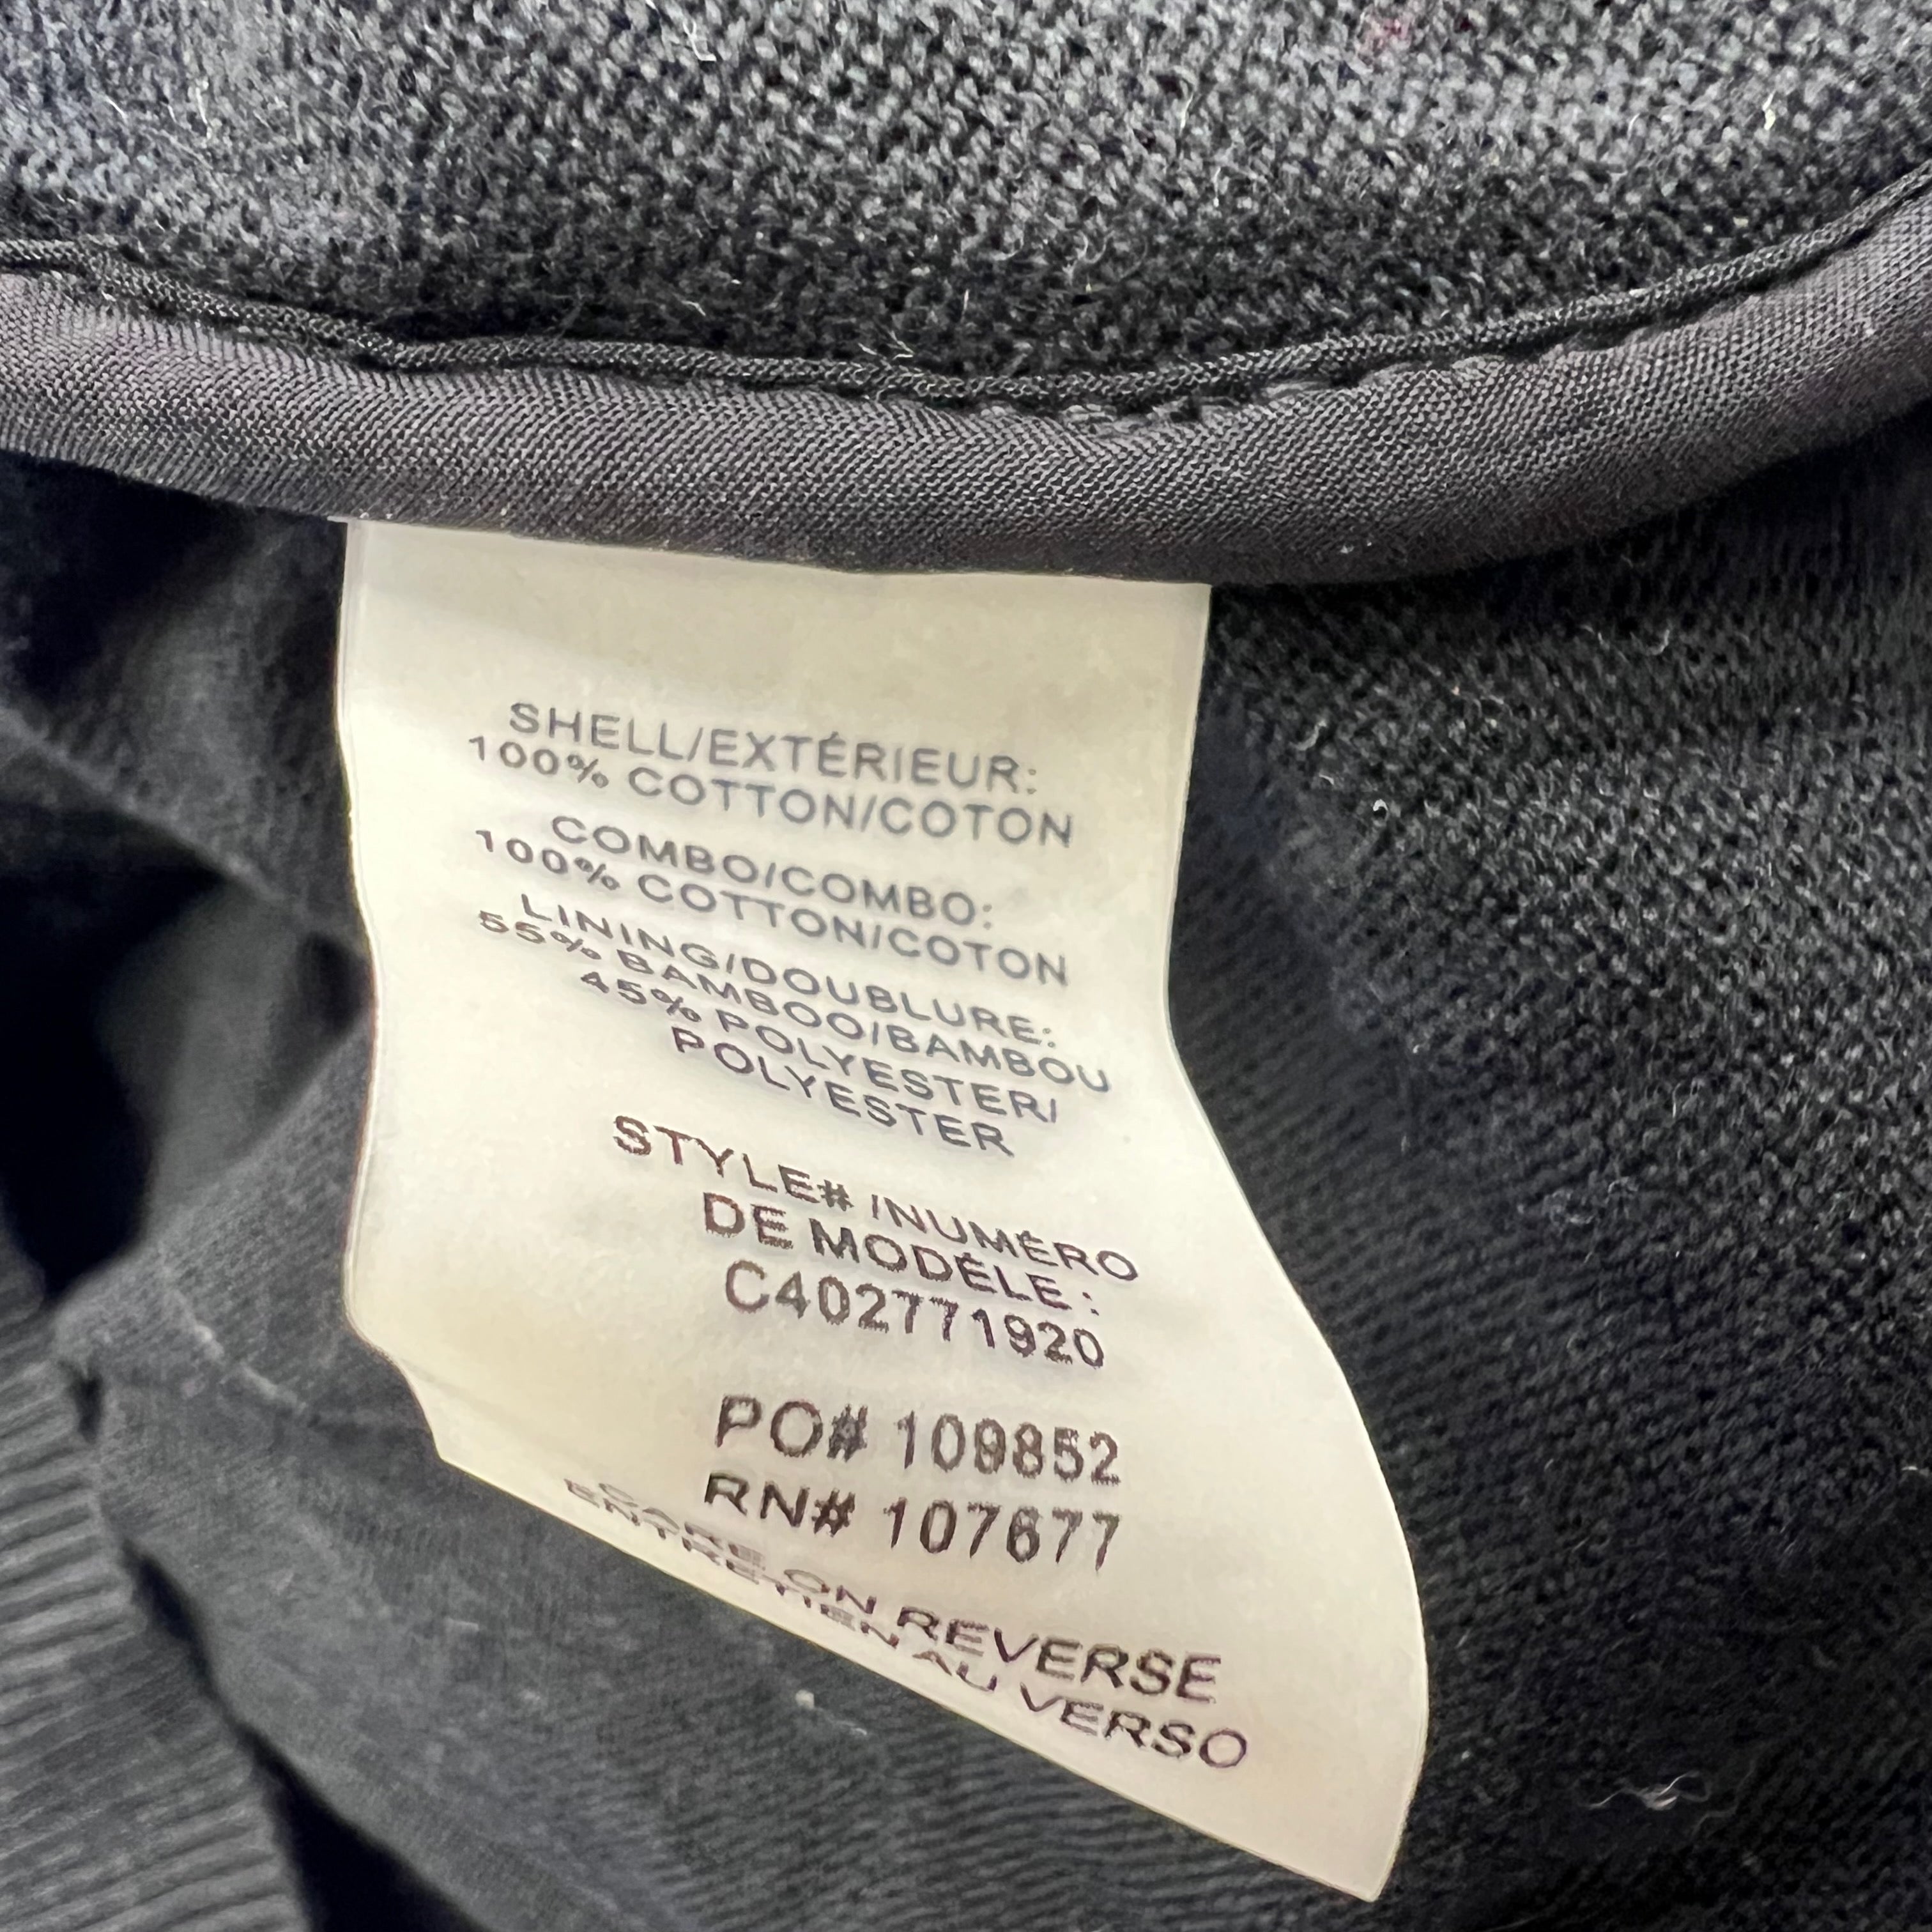 SHELL/EXTÉRIEUR:
100% COTTON/COTON
COMBO/COMBO:
100% COTTON/COTON
LINING/DOUBLURE:
55% BAMBOO/BAMBOU
45% POLYESTER/
POLYESTER
STYLE# /NUMÉRO
DE MODÉLE :
C402771920
PO# 109852
RN# 107677
CARE ON REVERSE
ENTRETIEN AU VERSO